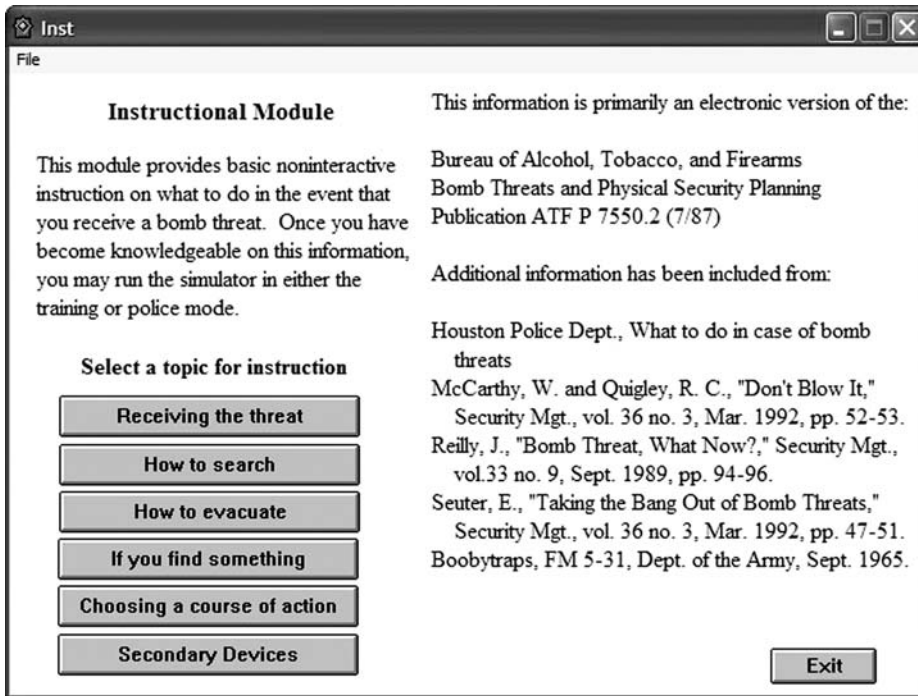 Inst
File
Instructional Module
This module provides basic noninteractive
instruction on what to do in the event that
you receive a bomb threat. Once you have
become knowledgeable on this information,
you may run the simulator in either the
training or police mode.
Select a topic for instruction
Receiving the threat
How to search
How to evacuate
If you find something
Choosing a course of action
Secondary Devices
This information is primarily an electronic version of the:
Bureau of Alcohol, Tobacco, and Firearms
Bomb Threats and Physical Security Planning
Publication ATF P 7550.2 (7/87)
Additional information has been included from:
Houston Police Dept., What to do in case of bomb
threats
McCarthy, W. and Quigley, R. C., "Don't Blow It,"
Security Mgt., vol. 36 no. 3, Mar. 1992, pp. 52-53.
Reilly, J., "Bomb Threat, What Now?," Security Mgt.,
vol.33 no. 9, Sept. 1989, pp. 94-96.
Seuter, E., "Taking the Bang Out of Bomb Threats,"
Security Mgt., vol. 36 no. 3, Mar. 1992, pp. 47-51.
Boobytraps, FM 5-31, Dept. of the Army, Sept. 1965.
Exit